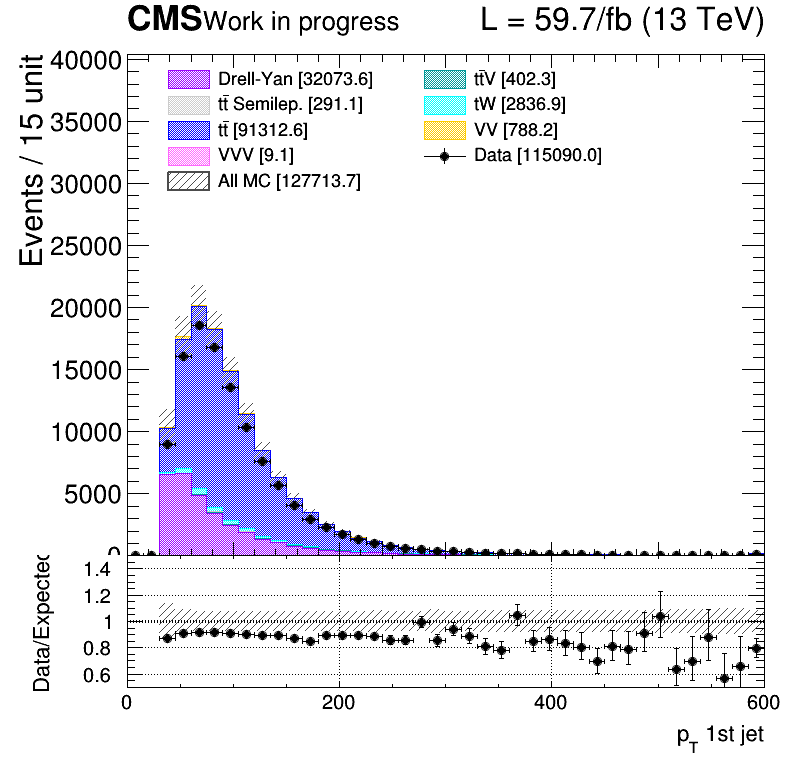 CMS Work in progress L = 59.7/fb (13 TeV)
Events / 15 unit
40000
35000
30000
25000
20000
15000
10000
5000
0
Drell-Yan [32073.6]
tt̄ Semilep. [291.1]
tt̄ [91312.6]
VVV [9.1]
All MC [127713.7]
tt̄V [402.3]
tW [2836.9]
VV [788.2]
Data [115090.0]
Data/Expected
1.4
1.2
1
0.8
0.6
0 200 400 600
p_T 1st jet